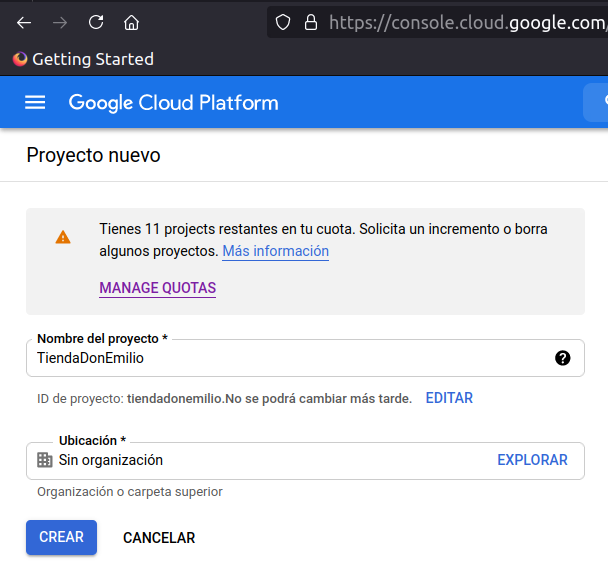 https://console.cloud.google.com/
Getting Started
Google Cloud Platform
Proyecto nuevo
Tienes 11 projects restantes en tu cuota. Solicita un incremento o borra
algunos proyectos. Más información
MANAGE QUOTAS
Nombre del proyecto *
TiendaDonEmilio
ID de proyecto: tiendadonemilio.No se podrá cambiar más tarde. EDITAR
Ubicación *
Sin organización EXPLORAR
Organización o carpeta superior
CREAR CANCELAR